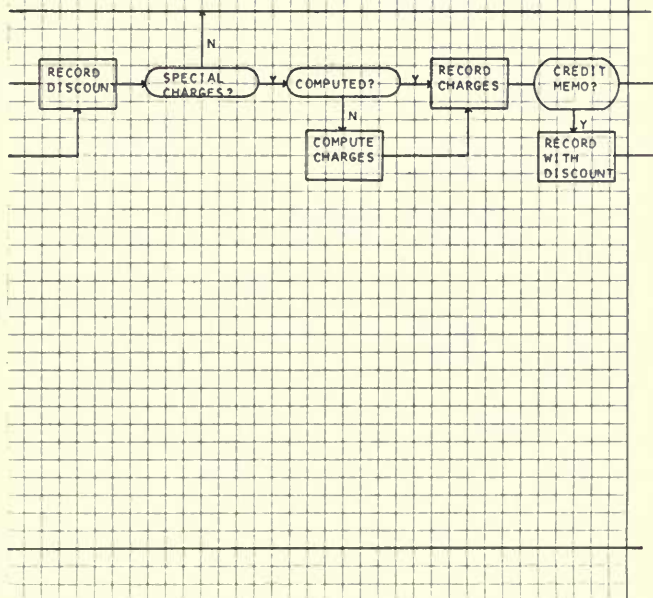 N
RECORD
DISCOUNT
SPECIAL
CHARGES?
Y
COMPUTED?
Y
RECORD
CHARGES
CREDIT
MEMO?
N
Y
COMPUTE
CHARGES
RECORD
WITH
DISCOUNT